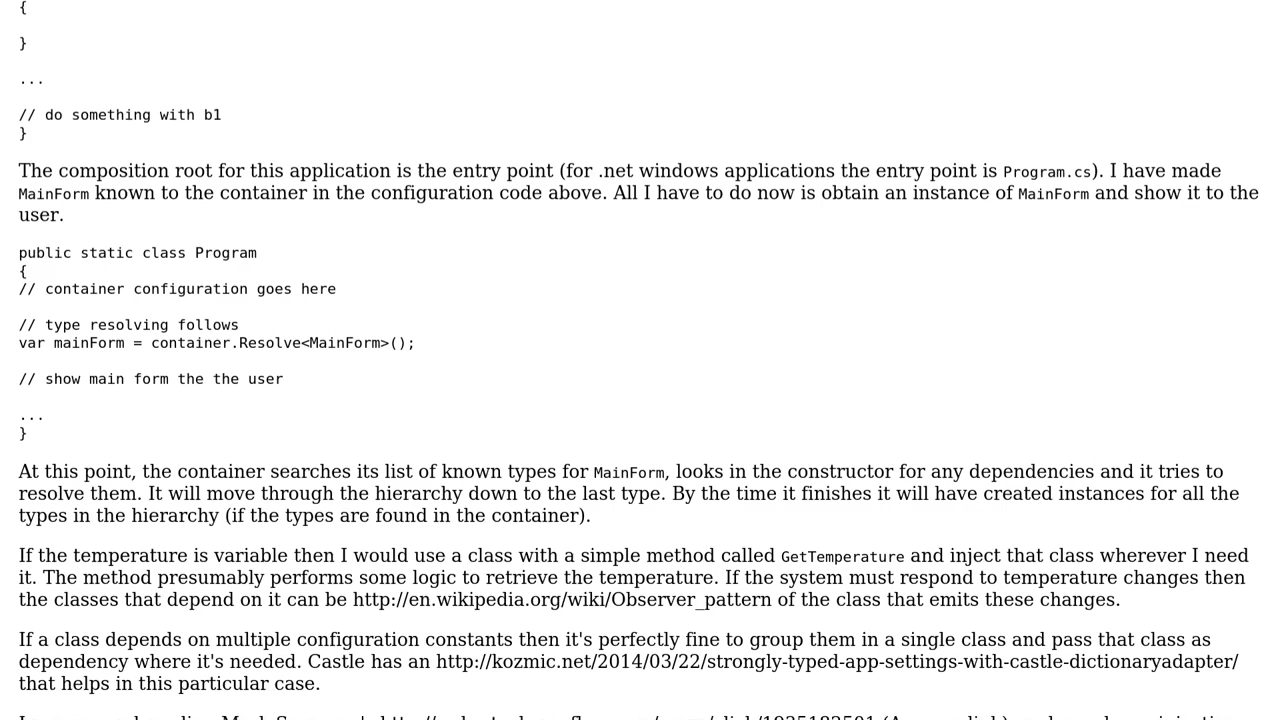 {
}
...
// do something with b1
}
The composition root for this application is the entry point (for .net windows applications the entry point is Program.cs). I have made
MainForm known to the container in the configuration code above. All I have to do now is obtain an instance of MainForm and show it to the
user.
public static class Program
{
// container configuration goes here
// type resolving follows
var mainForm = container.Resolve<MainForm>();
// show main form the the user
...
}
At this point, the container searches its list of known types for MainForm, looks in the constructor for any dependencies and it tries to
resolve them. It will move through the hierarchy down to the last type. By the time it finishes it will have created instances for all the
types in the hierarchy (if the types are found in the container).
If the temperature is variable then I would use a class with a simple method called GetTemperature and inject that class wherever I need
it. The method presumably performs some logic to retrieve the temperature. If the system must respond to temperature changes then
the classes that depend on it can be http://en.wikipedia.org/wiki/Observer_pattern of the class that emits these changes.
If a class depends on multiple configuration constants then it's perfectly fine to group them in a single class and pass that class as
dependency where it's needed. Castle has an http://kozmic.net/2014/03/22/strongly-typed-app-settings-with-castle-dictionaryadapter/
that helps in this particular case.